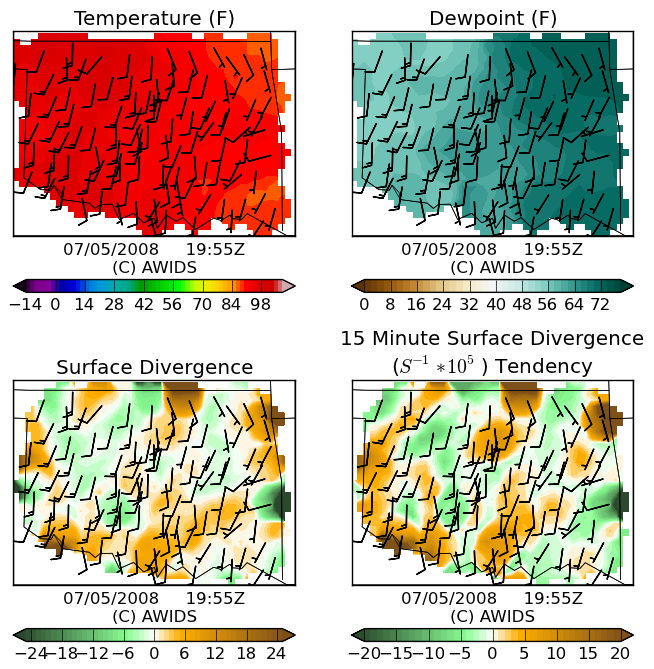 Temperature (F)
Dewpoint (F)
07/05/2008 19:55Z
(C) AWIDS
−14 0 14 28 42 56 70 84 98
07/05/2008 19:55Z
(C) AWIDS
0 8 16 24 32 40 48 56 64 72
Surface Divergence
15 Minute Surface Divergence
(S⁻¹ *10⁵ ) Tendency
07/05/2008 19:55Z
(C) AWIDS
−24 −18 −12 −6 0 6 12 18 24
07/05/2008 19:55Z
(C) AWIDS
−20 −15 −10 −5 0 5 10 15 20